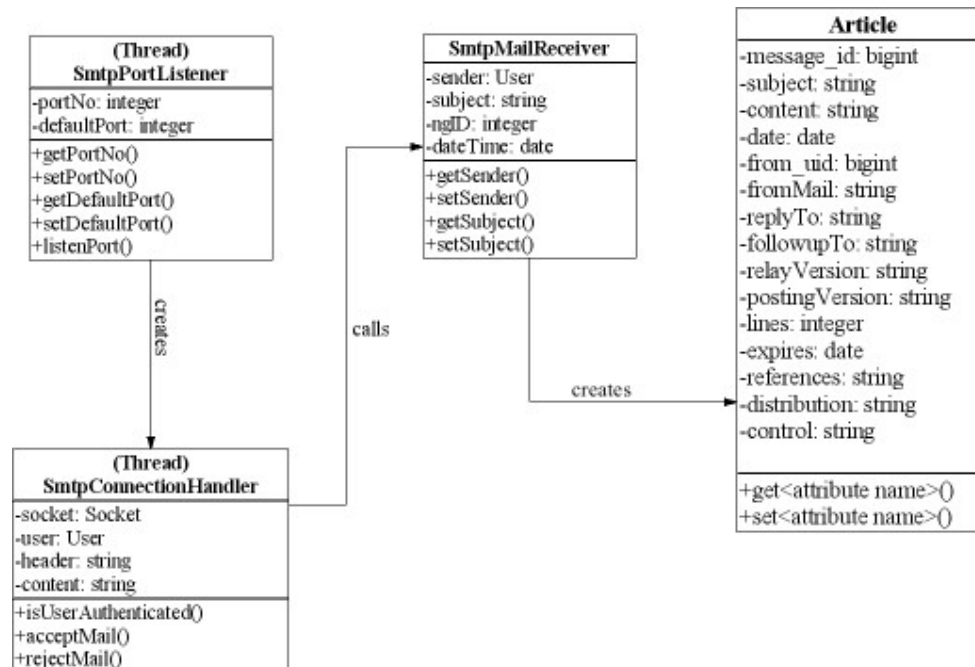 (Thread)
SmtpPortListener
-portNo: integer
-defaultPort: integer
+getPortNo()
+setPortNo()
+getDefaultPort()
+setDefaultPort()
+listenPort()
creates
(Thread)
SmtpConnectionHandler
-socket: Socket
-user: User
-header: string
-content: string
+isUserAuthenticated()
+acceptMail()
+rejectMail()
calls
SmtpMailReceiver
-sender: User
-subject: string
-ngID: integer
-dateTime: date
+getSender()
+setSender()
+getSubject()
+setSubject()
creates
Article
-message_id: bigint
-subject: string
-content: string
-date: date
-from_uid: bigint
-fromMail: string
-replyTo: string
-followupTo: string
-relayVersion: string
-postingVersion: string
-lines: integer
-expires: date
-references: string
-distribution: string
-control: string
+get<attribute name>()
+set<attribute name>()